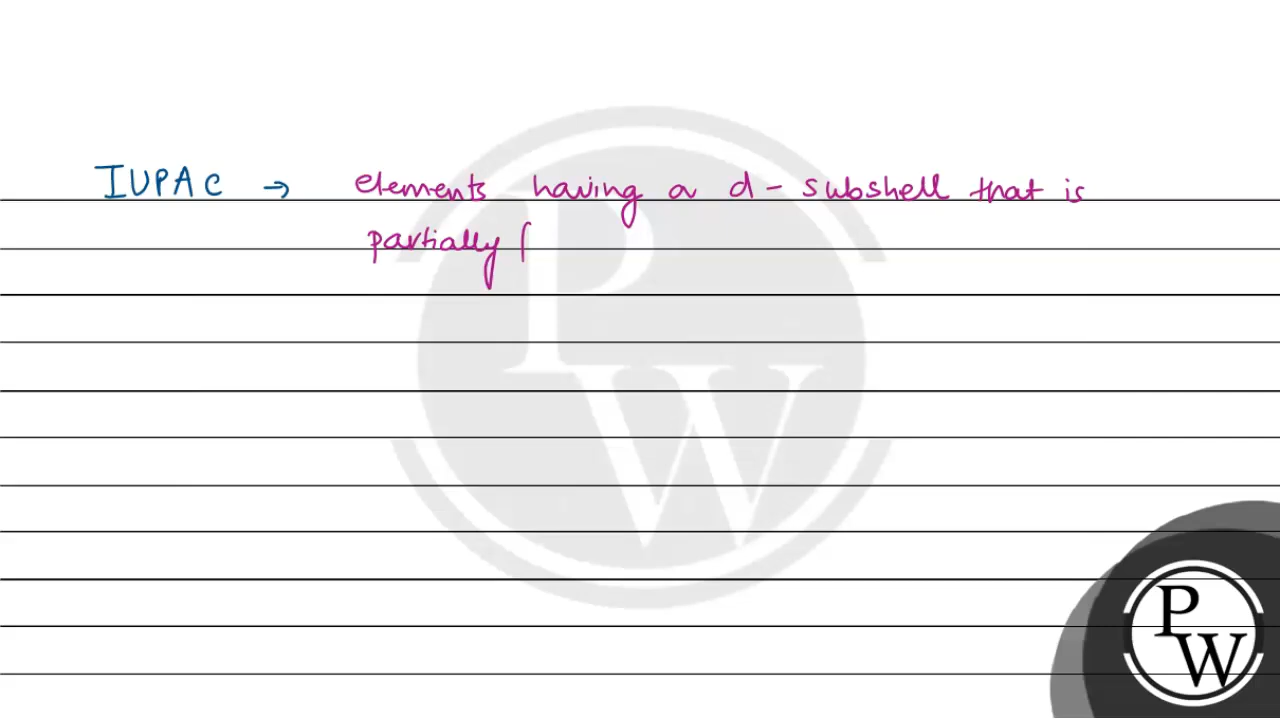 IUPAC → elements having a d - subshell that is
partially
P
W
P
W